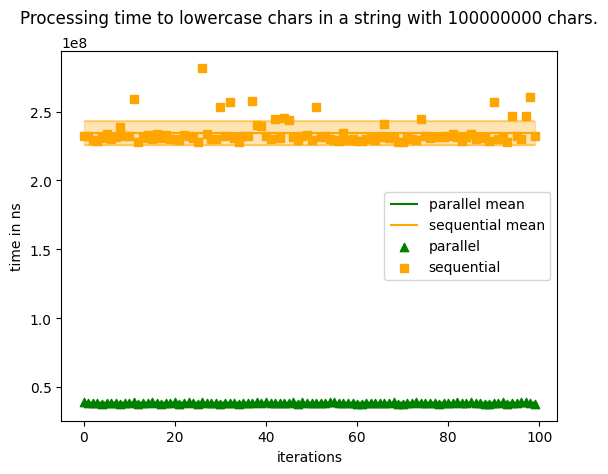 Processing time to lowercase chars in a string with 100000000 chars.
1e8
2.5
2.0
1.5
1.0
0.5
time in ns
parallel mean
sequential mean
parallel
sequential
0 20 40 60 80 100
iterations